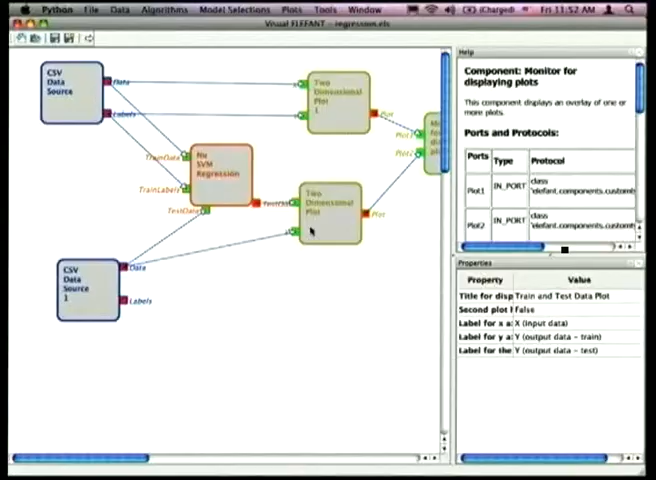 Python File Data Algorithms Model Selections Plots Tools Window (Charged) Fri 11:52 AM
Visual ELEFANT - regression.els
CSV
Data
Source
Data
Labels
Two
Dimensional
Plot
1
Plot
Plot1
Plot2
TrainData
TrainLabels
TestData
Nu
SVM
Regression
Two
Dimensional
Plot
Plot
CSV
Data
Source
1
Data
Labels
Help
Component: Monitor for
displaying plots
This component displays an overlay of one or
more plots.
Ports and Protocols:
Ports Type Protocol
Plot1 IN_PORT class
'elefant.components.customb
Plot2 IN_PORT class
'elefant.components.customb
Properties
Property Value
Title for disp Train and Test Data Plot
Second plot False
Label for x a: X (input data)
Label for y a: Y (output data - train)
Label for the Y (output data - test)